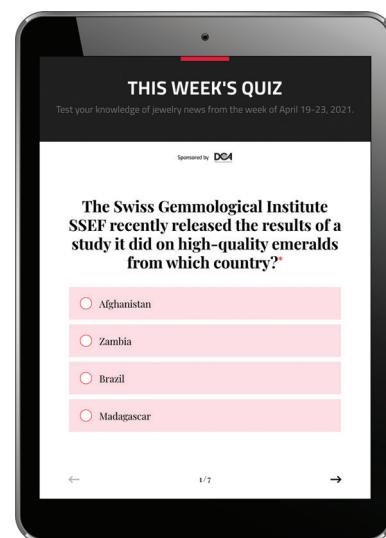 THIS WEEK'S QUIZ
Test your knowledge of jewelry news from the week of April 19-23, 2021.
Sponsored by DCA
The Swiss Gemmological Institute
SSEF recently released the results of a
study it did on high-quality emeralds
from which country?*
Afghanistan
Zambia
Brazil
Madagascar
← 1/7 →